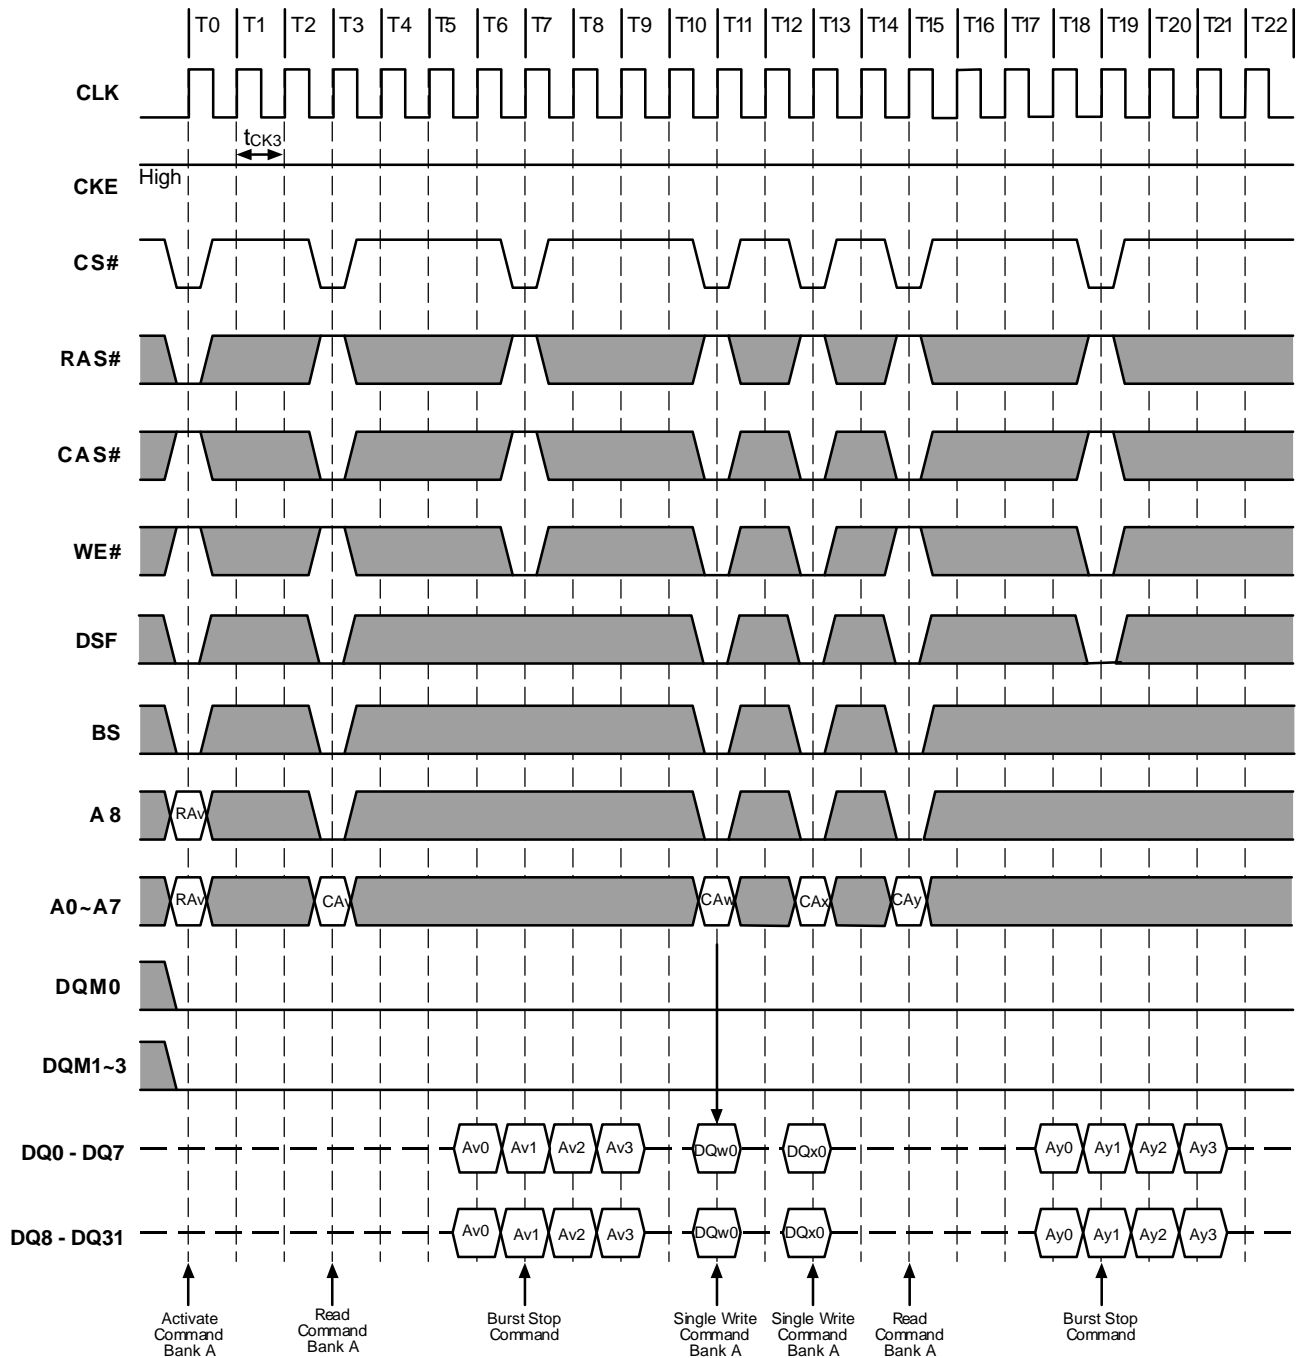 T0 T1 T2 T3 T4 T5 T6 T7 T8 T9 T10 T11 T12 T13 T14 T15 T16 T17 T18 T19 T20 T21 T22
CLK
tCK3
High
CKE
CS#
RAS#
CAS#
WE#
DSF
BS
A8 RAv
A0~A7 RAv CAv CAw CAx CAy
DQM0
DQM1~3
DQ0 - DQ7 Av0 Av1 Av2 Av3 DQw0 DQx0 Ay0 Ay1 Ay2 Ay3
DQ8 - DQ31 Av0 Av1 Av2 Av3 DQw0 DQx0 Ay0 Ay1 Ay2 Ay3
Activate
Command
Bank A
Read
Command
Bank A
Burst Stop
Command
Single Write
Command
Bank A
Single Write
Command
Bank A
Read
Command
Bank A
Burst Stop
Command